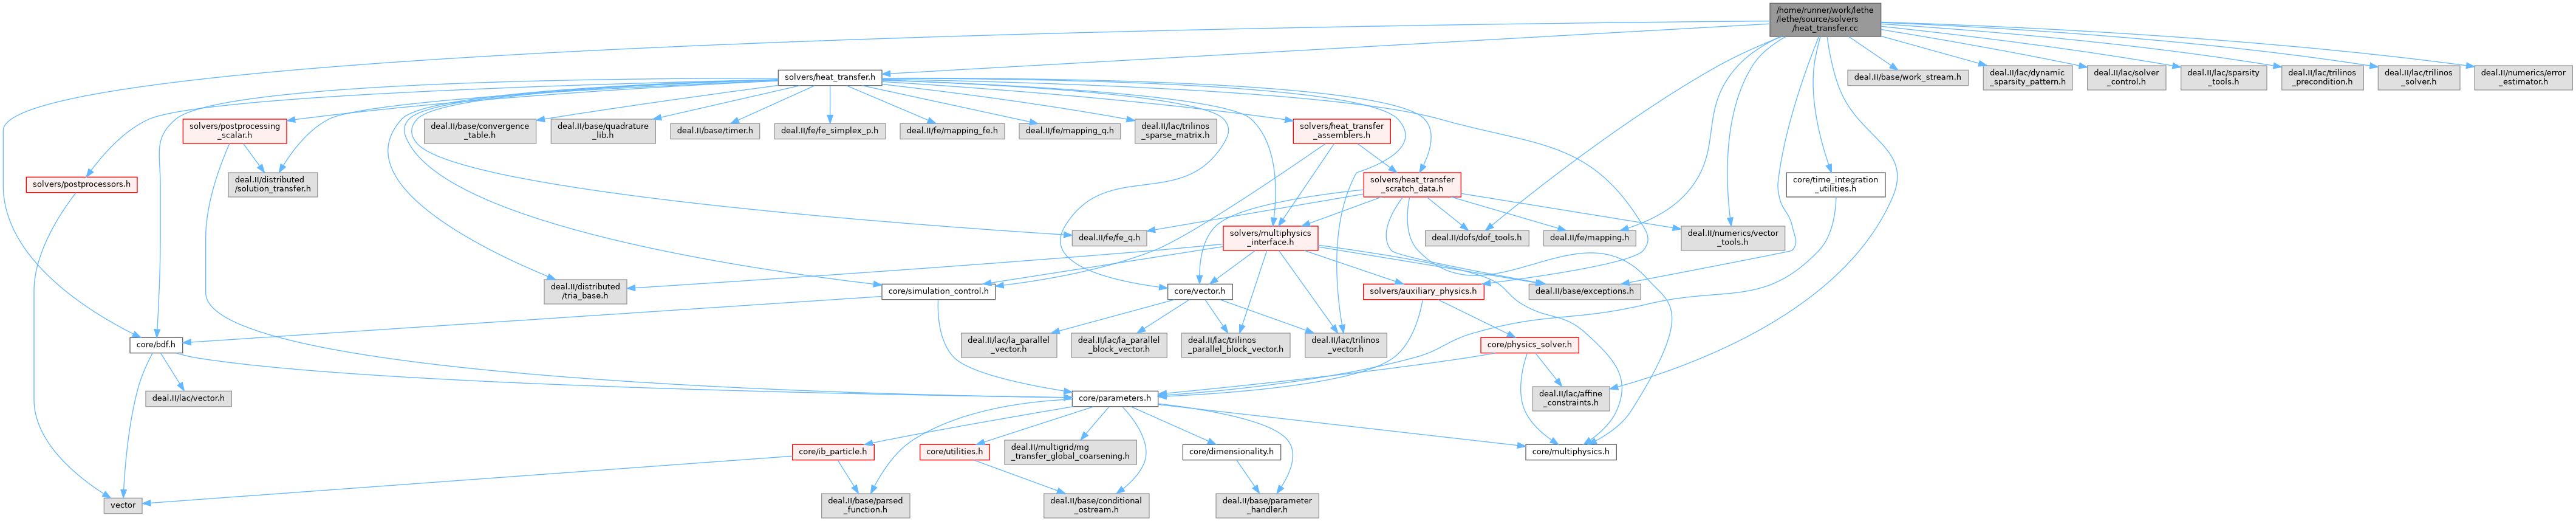 /home/runner/work/lethe
/lethe/source/solvers
/heat_transfer.cc
solvers/heat_transfer.h
deal.II/base/work_stream.h
deal.II/lac/dynamic
_sparsity_pattern.h
deal.II/lac/solver
_control.h
deal.II/lac/sparsity
_tools.h
deal.II/lac/trilinos
_precondition.h
deal.II/lac/trilinos
_solver.h
deal.II/numerics/error
_estimator.h
solvers/postprocessing
_scalar.h
deal.II/base/convergence
_table.h
deal.II/base/quadrature
_lib.h
deal.II/base/timer.h
deal.II/fe/fe_simplex_p.h
deal.II/fe/mapping_fe.h
deal.II/fe/mapping_q.h
deal.II/lac/trilinos
_sparse_matrix.h
solvers/heat_transfer
_assemblers.h
solvers/postprocessors.h
deal.II/distributed
/solution_transfer.h
solvers/heat_transfer
_scratch_data.h
core/time_integration
_utilities.h
deal.II/fe/fe_q.h
solvers/multiphysics
_interface.h
deal.II/dofs/dof_tools.h
deal.II/fe/mapping.h
deal.II/numerics/vector
_tools.h
deal.II/distributed
/tria_base.h
core/simulation_control.h
core/vector.h
solvers/auxiliary_physics.h
deal.II/base/exceptions.h
core/bdf.h
deal.II/lac/la_parallel
_vector.h
deal.II/lac/la_parallel
_block_vector.h
deal.II/lac/trilinos
_parallel_block_vector.h
deal.II/lac/trilinos
_vector.h
core/physics_solver.h
deal.II/lac/vector.h
core/parameters.h
deal.II/lac/affine
_constraints.h
core/ib_particle.h
core/utilities.h
deal.II/multigrid/mg
_transfer_global_coarsening.h
core/dimensionality.h
core/multiphysics.h
vector
deal.II/base/parsed
_function.h
deal.II/base/conditional
_ostream.h
deal.II/base/parameter
_handler.h